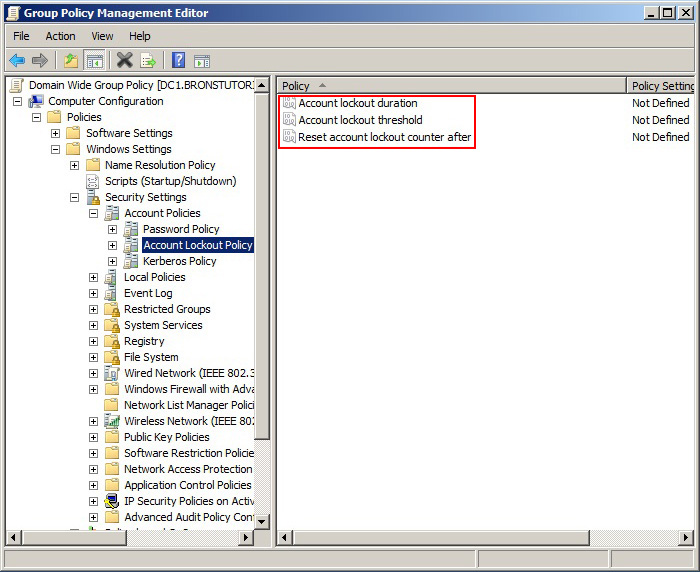 Group Policy Management Editor
File Action View Help
Domain Wide Group Policy [DC1.BRONSTUTOR
Computer Configuration
Policies
Software Settings
Windows Settings
Name Resolution Policy
Scripts (Startup/Shutdown)
Security Settings
Account Policies
Password Policy
Account Lockout Policy
Kerberos Policy
Local Policies
Event Log
Restricted Groups
System Services
Registry
File System
Wired Network (IEEE 802.3
Windows Firewall with Adva
Network List Manager Polici
Wireless Network (IEEE 802
Public Key Policies
Software Restriction Policie
Network Access Protection
Application Control Policies
IP Security Policies on Activ
Advanced Audit Policy Conf
Policy Policy Setting
Account lockout duration Not Defined
Account lockout threshold Not Defined
Reset account lockout counter after Not Defined